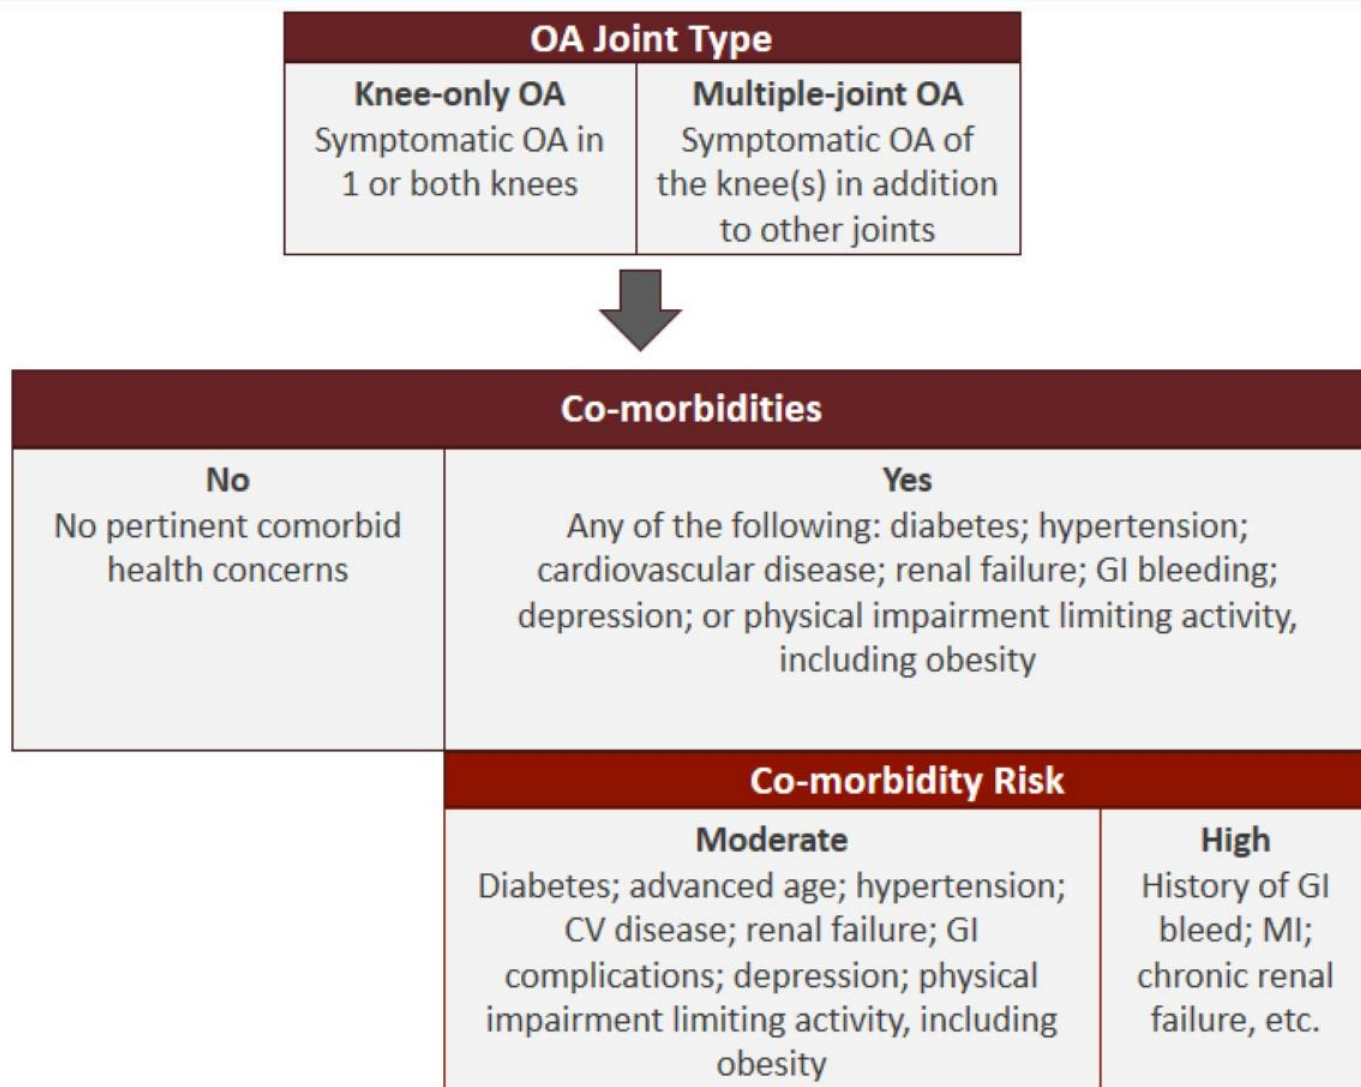 OA Joint Type
Knee-only OA
Symptomatic OA in
1 or both knees
Multiple-joint OA
Symptomatic OA of
the knee(s) in addition
to other joints
Co-morbidities
No
No pertinent comorbid
health concerns
Yes
Any of the following: diabetes; hypertension;
cardiovascular disease; renal failure; GI bleeding;
depression; or physical impairment limiting activity,
including obesity
Co-morbidity Risk
Moderate
Diabetes; advanced age; hypertension;
CV disease; renal failure; GI
complications; depression; physical
impairment limiting activity, including
obesity
High
History of GI
bleed; MI;
chronic renal
failure, etc.